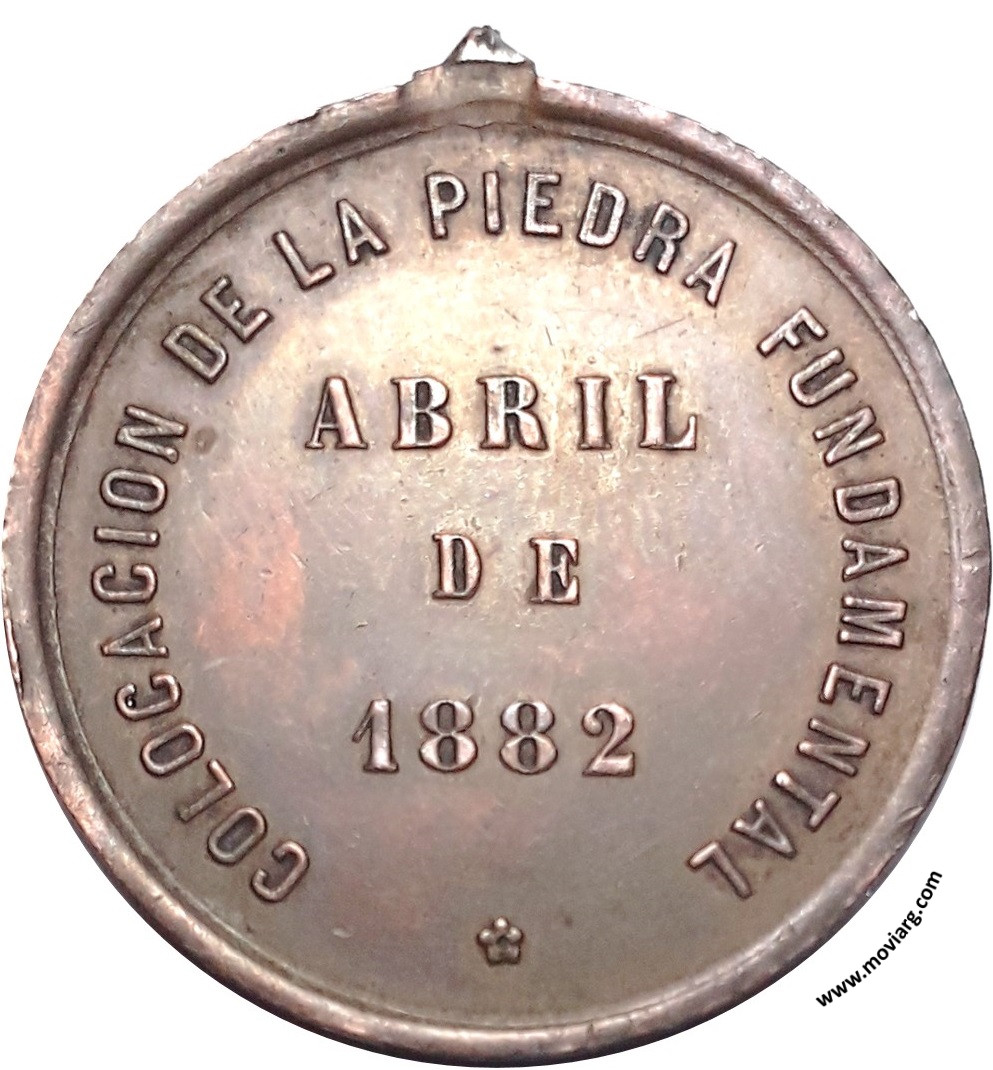 COLOCACION DE LA PIEDRA FUNDAMENTAL
ABRIL
DE
1882
www.moviarg.com